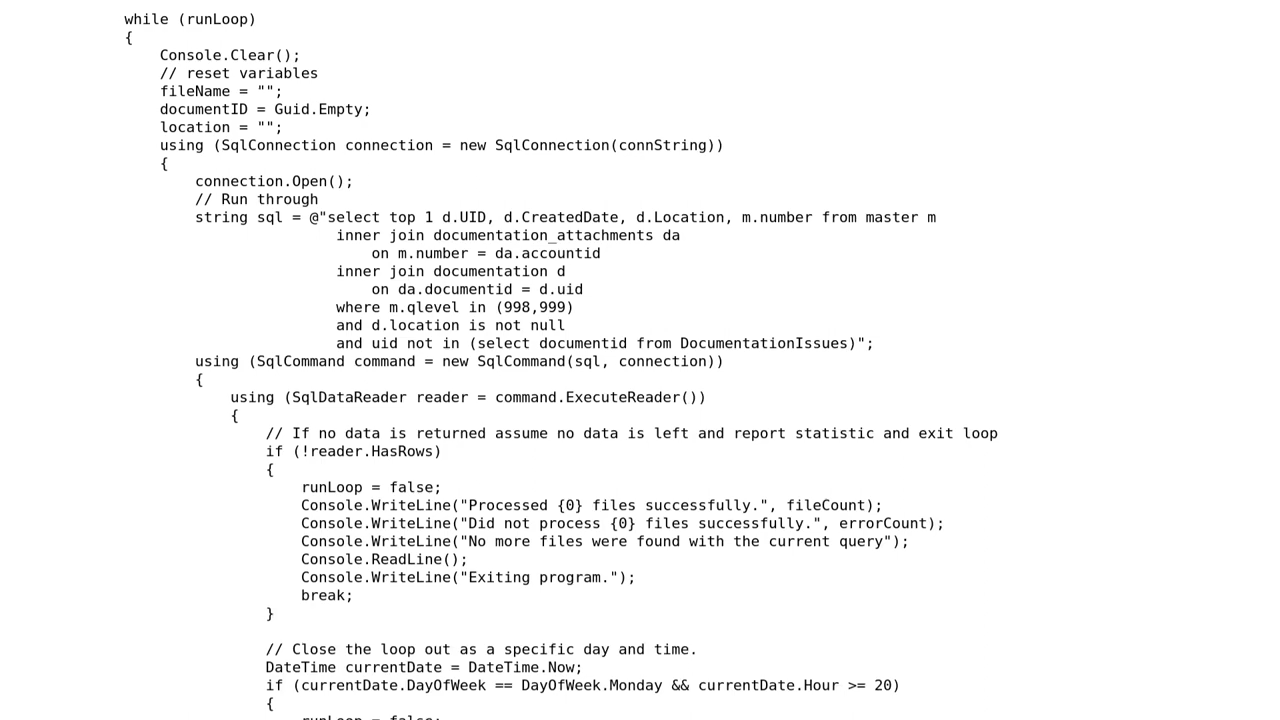 while (runLoop)
{
    Console.Clear();
    // reset variables
    fileName = "";
    documentID = Guid.Empty;
    location = "";
    using (SqlConnection connection = new SqlConnection(connString))
    {
        connection.Open();
        // Run through
        string sql = @"select top 1 d.UID, d.CreatedDate, d.Location, m.number from master m
                        inner join documentation_attachments da
                            on m.number = da.accountid
                        inner join documentation d
                            on da.documentid = d.uid
                        where m.qlevel in (998,999)
                        and d.location is not null
                        and uid not in (select documentid from DocumentationIssues)";
        using (SqlCommand command = new SqlCommand(sql, connection))
        {
            using (SqlDataReader reader = command.ExecuteReader())
            {
                // If no data is returned assume no data is left and report statistic and exit loop
                if (!reader.HasRows)
                {
                    runLoop = false;
                    Console.WriteLine("Processed {0} files successfully.", fileCount);
                    Console.WriteLine("Did not process {0} files successfully.", errorCount);
                    Console.WriteLine("No more files were found with the current query");
                    Console.ReadLine();
                    Console.WriteLine("Exiting program.");
                    break;
                }

                // Close the loop out as a specific day and time.
                DateTime currentDate = DateTime.Now;
                if (currentDate.DayOfWeek == DayOfWeek.Monday && currentDate.Hour >= 20)
                {
                    runLoop = false;